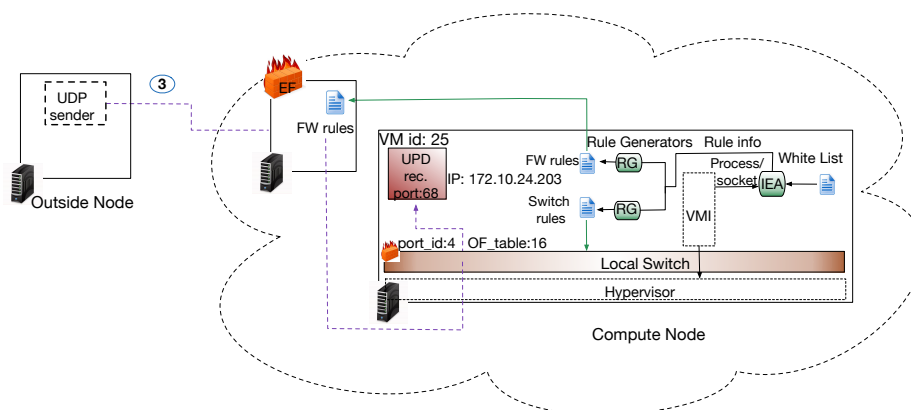 3
UDP
sender
Outside Node
EF
FW rules
VM id: 25
UPD
rec.
port:68
IP: 172.10.24.203
Rule Generators
Rule info
FW rules
RG
Process/
socket
White List
IEA
Switch
rules
RG
VMI
port_id:4
OF_table:16
Local Switch
Hypervisor
Compute Node